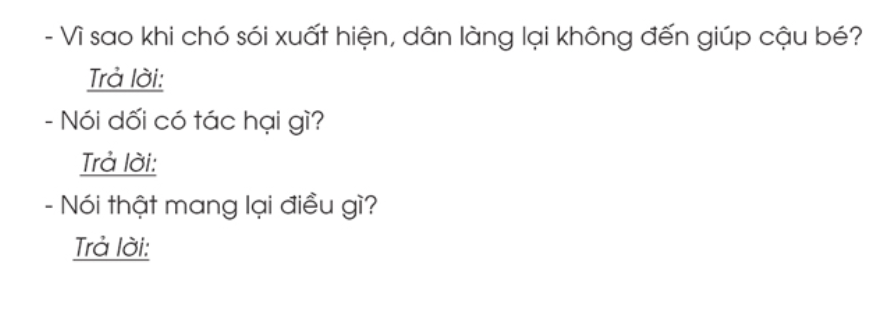 - Vì sao khi chó sói xuất hiện, dân làng lại không đến giúp cậu bé?
Trả lời:
- Nói dối có tác hại gì?
Trả lời:
- Nói thật mang lại điều gì?
Trả lời: